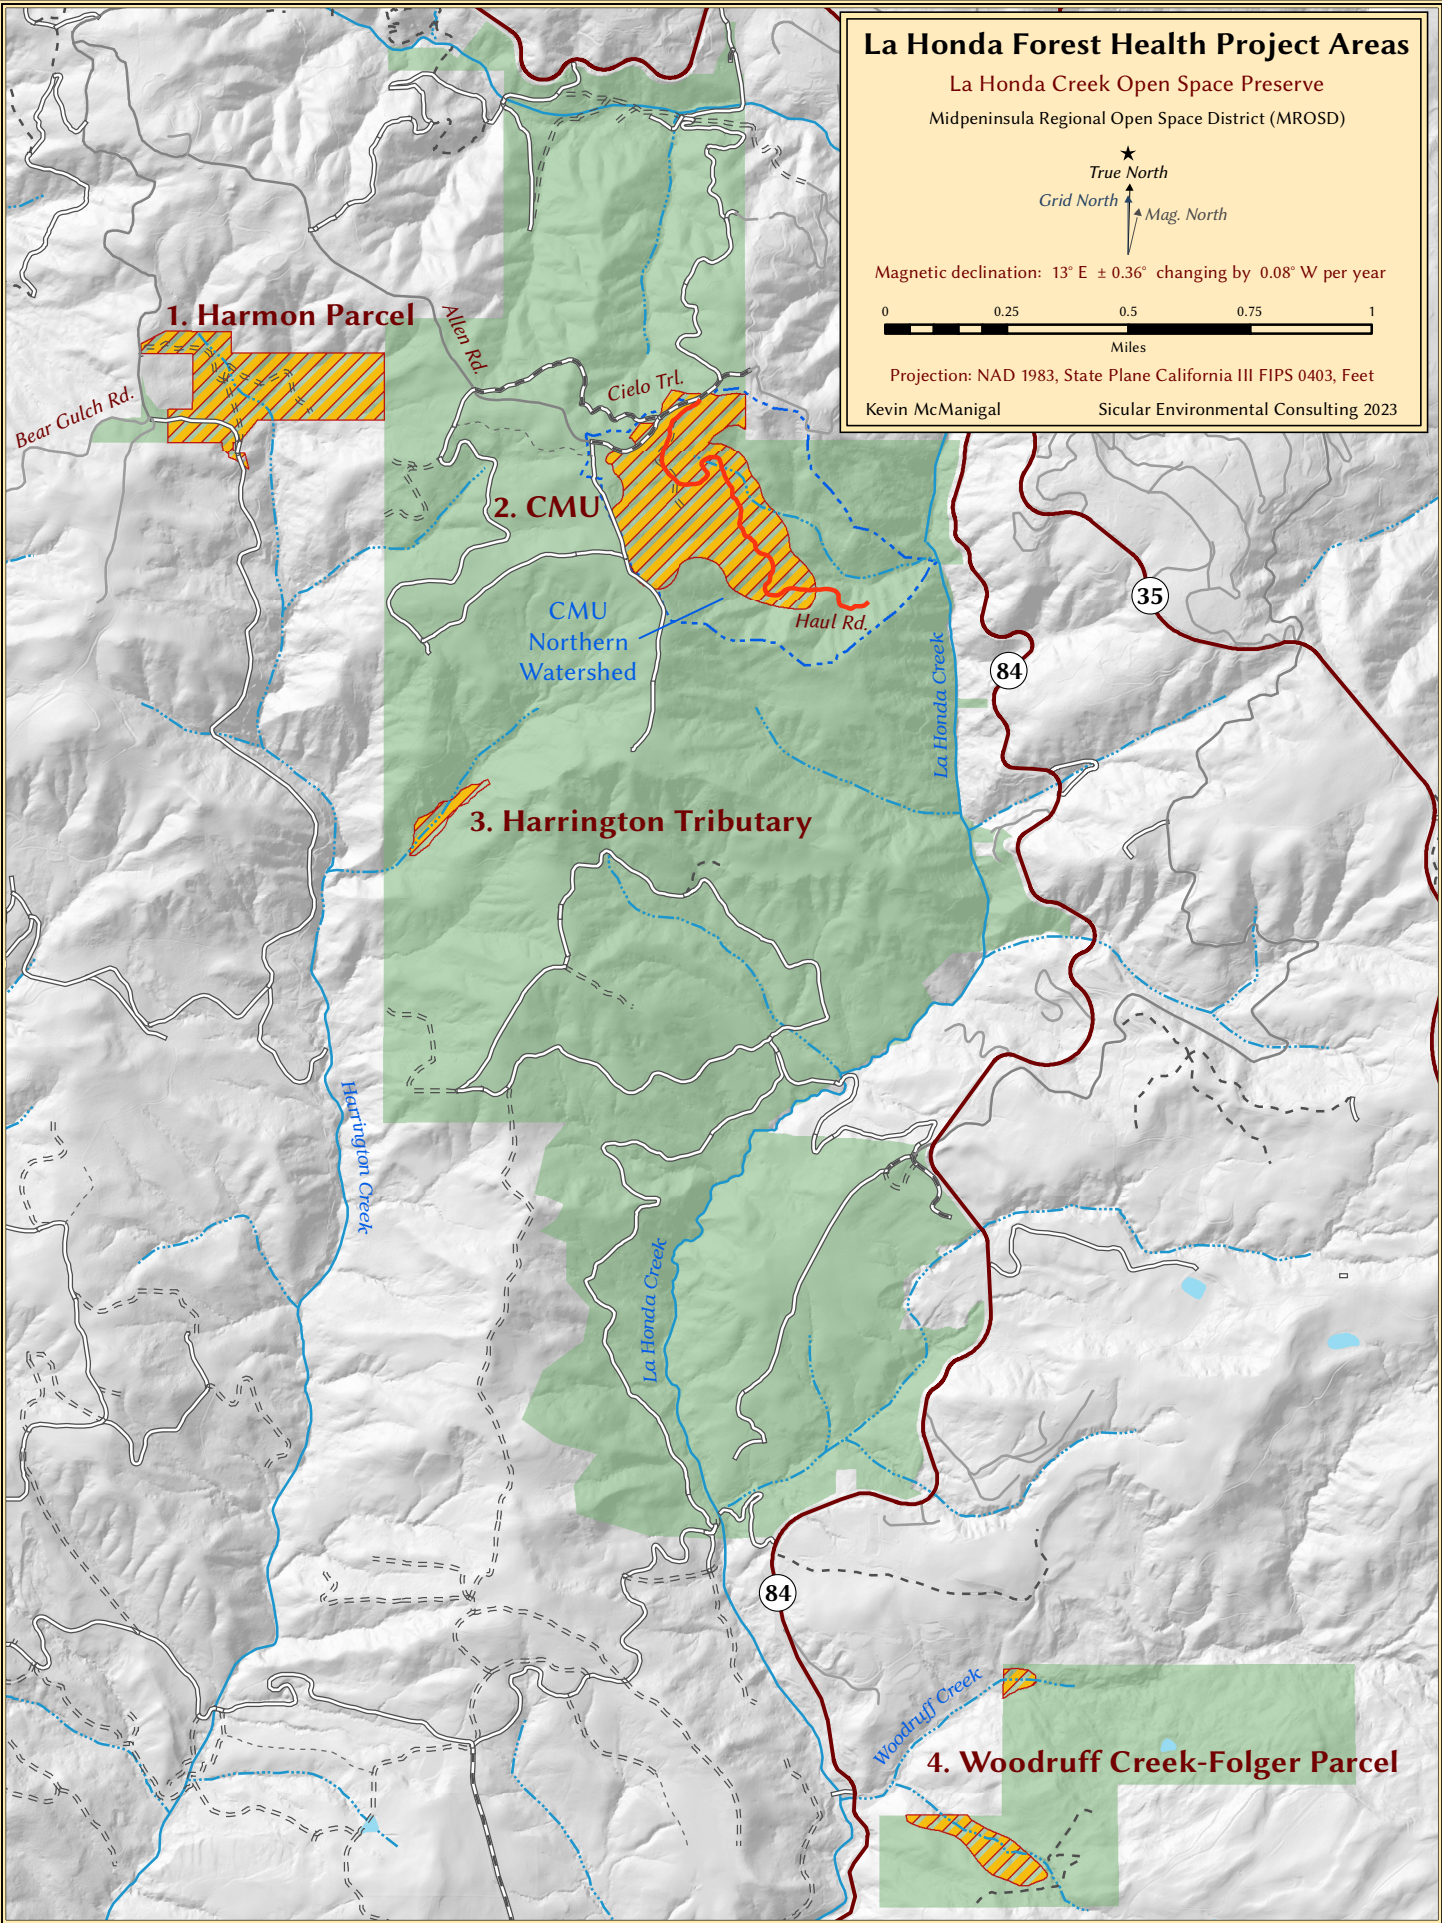 La Honda Forest Health Project Areas
La Honda Creek Open Space Preserve
Midpeninsula Regional Open Space District (MROSD)
True North
Grid North
Mag. North
Magnetic declination: 13° E ± 0.36° changing by 0.08° W per year
0 0.25 0.5 0.75 1
Miles
Projection: NAD 1983, State Plane California III FIPS 0403, Feet
Kevin McManigal Sicular Environmental Consulting 2023
1. Harmon Parcel
Allen Rd.
Bear Gulch Rd.
Cielo Trl.
2. CMU
CMU
Northern
Watershed
Haul Rd.
35
84
La Honda Creek
3. Harrington Tributary
Harrington Creek
La Honda Creek
84
Woodruff Creek
4. Woodruff Creek-Folger Parcel